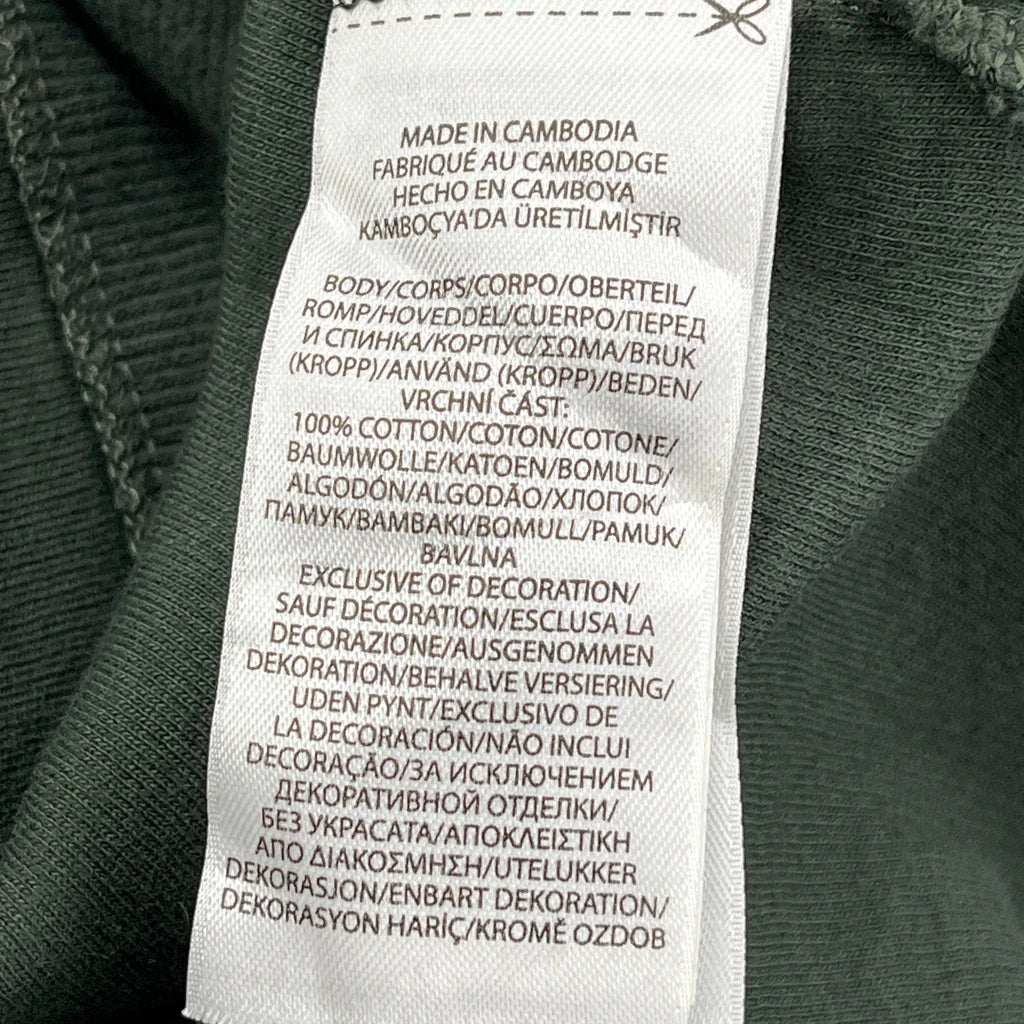 MADE IN CAMBODIA
FABRIQUÉ AU CAMBODGE
HECHO EN CAMBOYA
KAMBOÇYA'DA ÜRETİLMİŞTİR
BODY/CORPS/CORPO/OBERTEIL/
ROMP/HOVEDDEL/CUERPO/ПЕРЕД
И СПИНКА/КОРПУС/ΣΩΜΑ/BRUK
(KROPP)/ANVÄND (KROPP)/BEDEN/
VRCHNÍ ČÁST:
100% COTTON/COTON/COTONE/
BAUMWOLLE/KATOEN/BOMULD/
ALGODÓN/ALGODÃO/ХЛОПОК/
ПАМУК/BAMBAKI/BOMULL/PAMUK/
BAVLNA
EXCLUSIVE OF DECORATION/
SAUF DÉCORATION/ESCLUSA LA
DECORAZIONE/AUSGENOMMEN
DEKORATION/BEHALVE VERSIERING/
UDEN PYNT/EXCLUSIVO DE
LA DECORACIÓN/NÃO INCLUI
DECORAÇÃO/ЗА ИСКЛЮЧЕНИЕМ
ДЕКОРАТИВНОЙ ОТДЕЛКИ/
БЕЗ УКРАСАТА/ΑΠΟΚΛΕΙΣΤΙΚΗ
ΑΠΟ ΔΙΑΚΟΣΜΗΣΗ/UTELUKKER
DEKORASJON/ENBART DEKORATION/
DEKORASYON HARİÇ/KROMĚ OZDOB